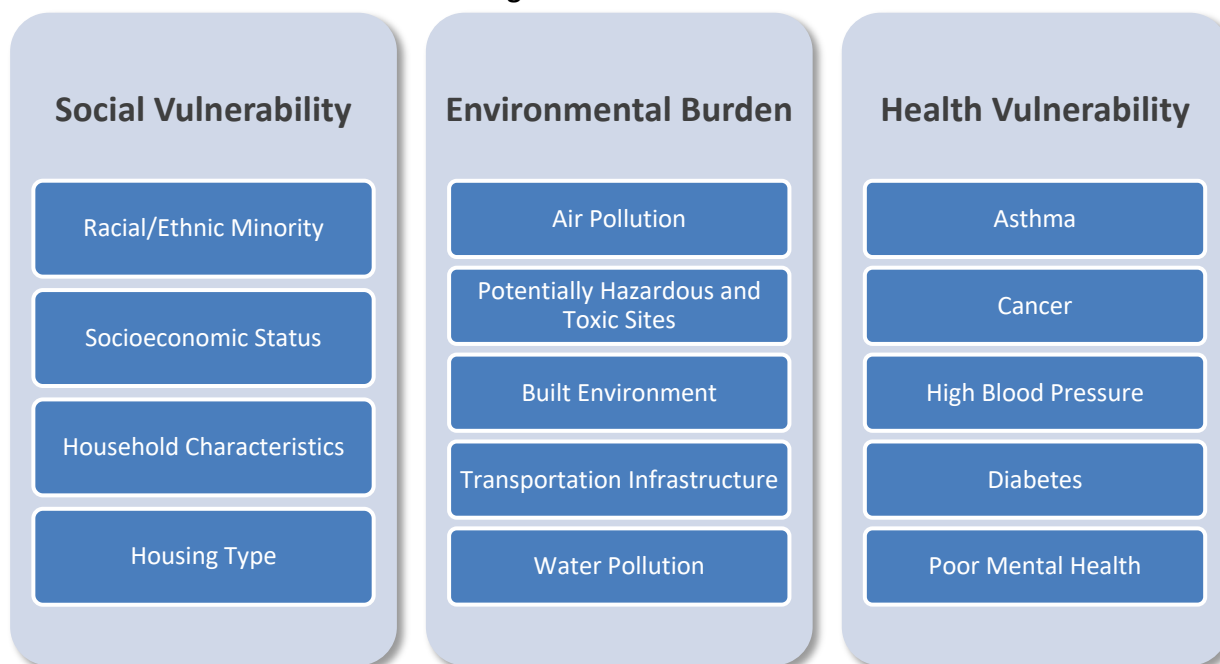 Social Vulnerability
Racial/Ethnic Minority
Socioeconomic Status
Household Characteristics
Housing Type
Environmental Burden
Air Pollution
Potentially Hazardous and
Toxic Sites
Built Environment
Transportation Infrastructure
Water Pollution
Health Vulnerability
Asthma
Cancer
High Blood Pressure
Diabetes
Poor Mental Health